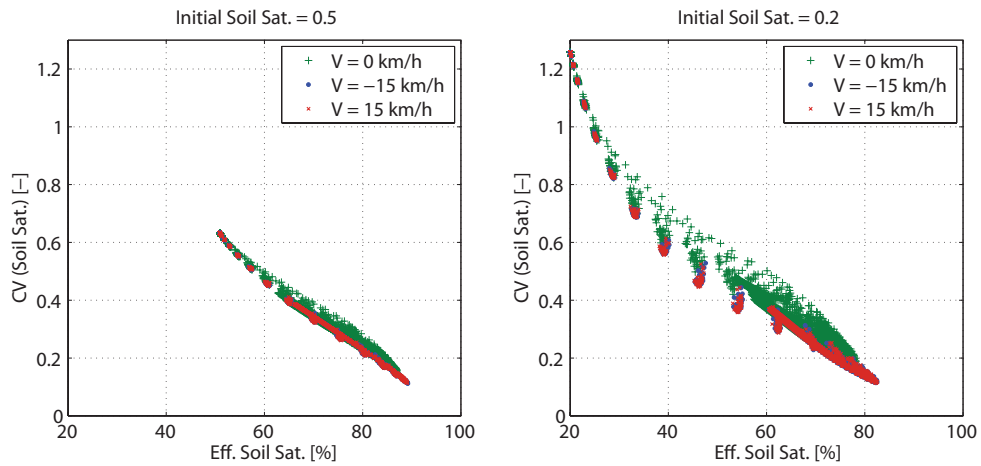 Initial Soil Sat. = 0.5
V = 0 km/h
V = −15 km/h
V = 15 km/h
1.2
1
0.8
0.6
0.4
0.2
0
CV (Soil Sat.) [−]
20
40
60
80
100
Eff. Soil Sat. [%]
Initial Soil Sat. = 0.2
V = 0 km/h
V = −15 km/h
V = 15 km/h
1.2
1
0.8
0.6
0.4
0.2
0
CV (Soil Sat.) [−]
20
40
60
80
100
Eff. Soil Sat. [%]